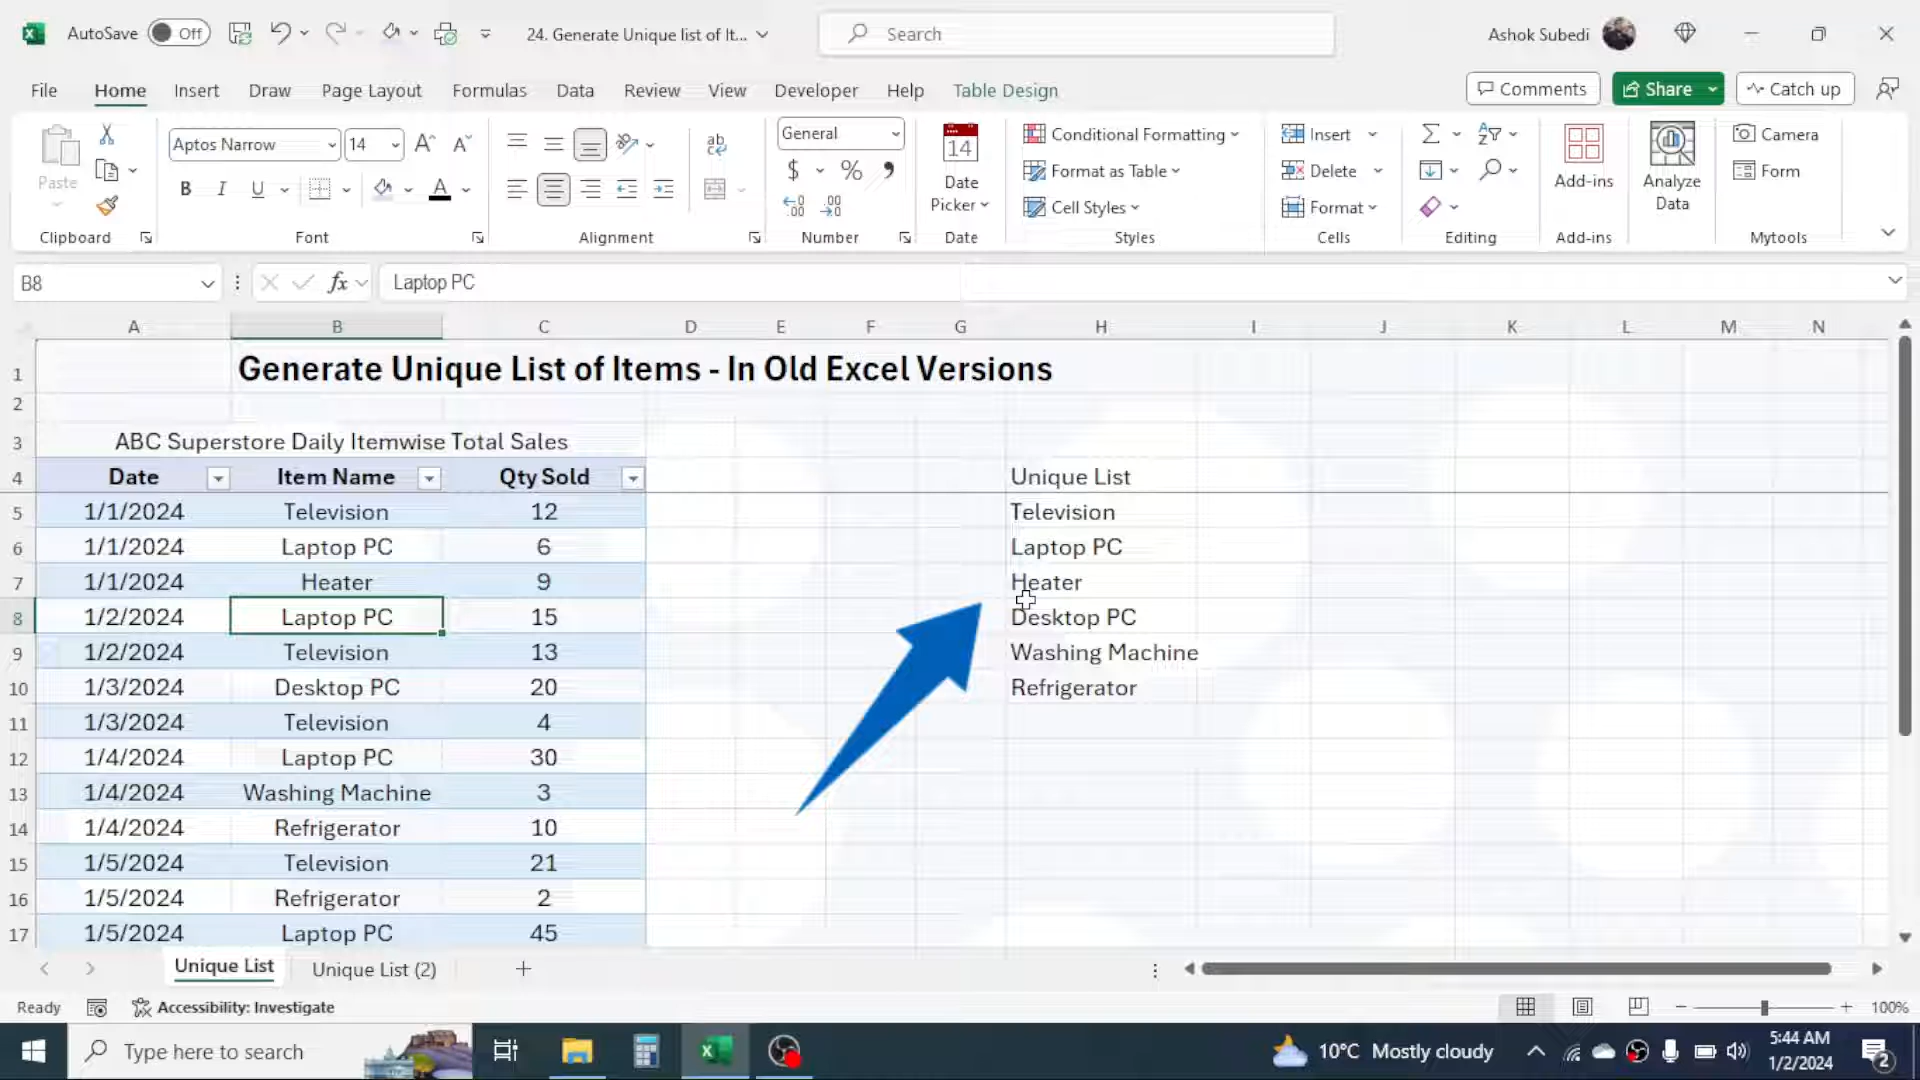 AutoSave Off 24. Generate Unique list of It... Search Ashok Subedi
File Home Insert Draw Page Layout Formulas Data Review View Developer Help Table Design Comments Share Catch up
Paste Aptos Narrow 14 General 14 Conditional Formatting Insert Camera
B I U A ab $ % Date Picker Format as Table Delete Add-ins Analyze Data Form
Cell Styles Format
Clipboard Font Alignment Number Date Styles Cells Editing Add-ins Mytools
B8 fx Laptop PC
A B C D E F G H I J K L M N
1 Generate Unique List of Items - In Old Excel Versions
2
3 ABC Superstore Daily Itemwise Total Sales
4 Date Item Name Qty Sold Unique List
5 1/1/2024 Television 12 Television
6 1/1/2024 Laptop PC 6 Laptop PC
7 1/1/2024 Heater 9 Heater
8 1/2/2024 Laptop PC 15 Desktop PC
9 1/2/2024 Television 13 Washing Machine
10 1/3/2024 Desktop PC 20 Refrigerator
11 1/3/2024 Television 4
12 1/4/2024 Laptop PC 30
13 1/4/2024 Washing Machine 3
14 1/4/2024 Refrigerator 10
15 1/5/2024 Television 21
16 1/5/2024 Refrigerator 2
17 1/5/2024 Laptop PC 45
Unique List Unique List (2)
Ready Accessibility: Investigate 100%
Type here to search 10°C Mostly cloudy 5:44 AM
1/2/2024 2